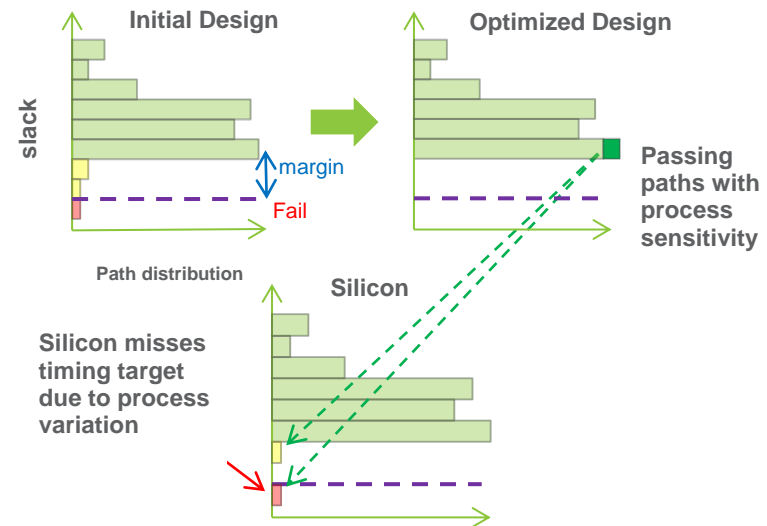 Initial Design
Optimized Design
slack
margin
Fail
Passing
paths with
process
sensitivity
Path distribution
Silicon
Silicon misses
timing target
due to process
variation